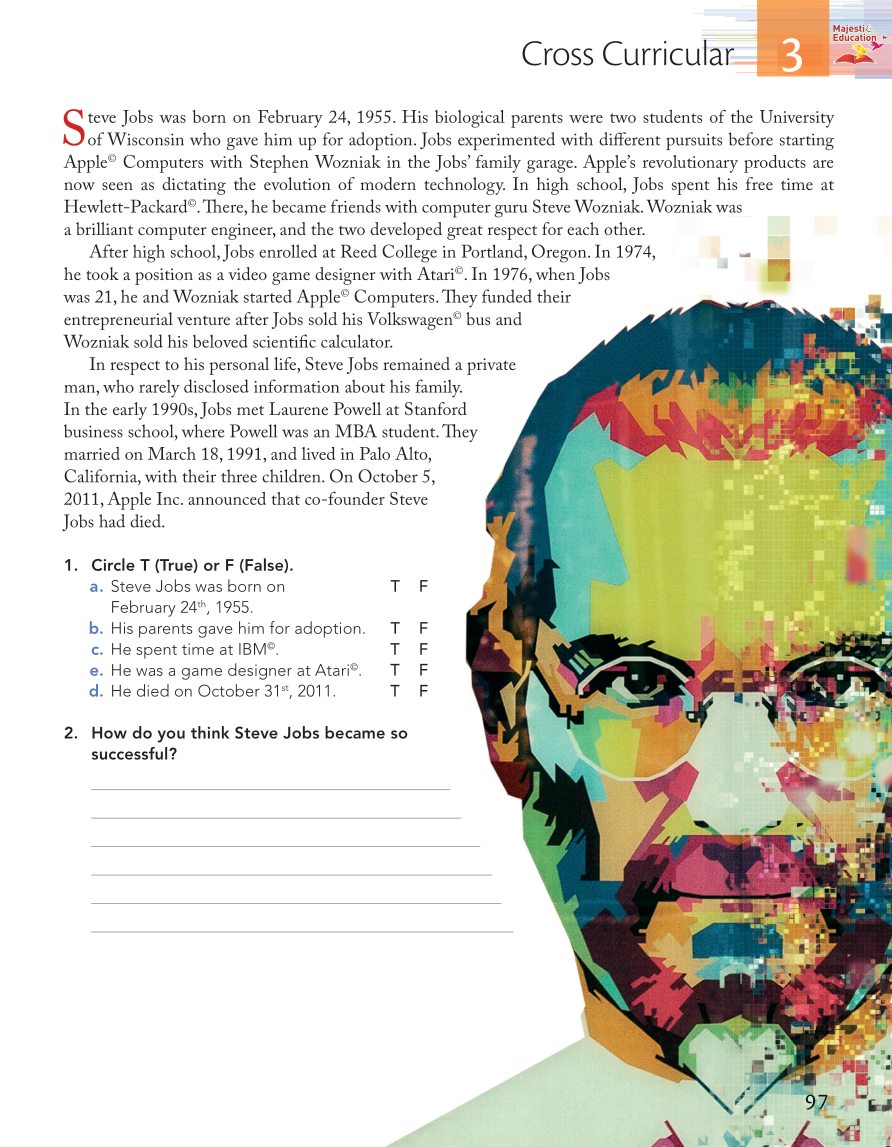 Cross Curricular 3
Majestic
Education
Steve Jobs was born on February 24, 1955. His biological parents were two students of the University
of Wisconsin who gave him up for adoption. Jobs experimented with different pursuits before starting
Apple© Computers with Stephen Wozniak in the Jobs’ family garage. Apple’s revolutionary products are
now seen as dictating the evolution of modern technology. In high school, Jobs spent his free time at
Hewlett-Packard©. There, he became friends with computer guru Steve Wozniak. Wozniak was
a brilliant computer engineer, and the two developed great respect for each other.
After high school, Jobs enrolled at Reed College in Portland, Oregon. In 1974,
he took a position as a video game designer with Atari©. In 1976, when Jobs
was 21, he and Wozniak started Apple© Computers. They funded their
entrepreneurial venture after Jobs sold his Volkswagen© bus and
Wozniak sold his beloved scientific calculator.
In respect to his personal life, Steve Jobs remained a private
man, who rarely disclosed information about his family.
In the early 1990s, Jobs met Laurene Powell at Stanford
business school, where Powell was an MBA student. They
married on March 18, 1991, and lived in Palo Alto,
California, with their three children. On October 5,
2011, Apple Inc. announced that co-founder Steve
Jobs had died.
1. Circle T (True) or F (False).
a. Steve Jobs was born on T F
February 24th, 1955.
b. His parents gave him for adoption. T F
c. He spent time at IBM©. T F
e. He was a game designer at Atari©. T F
d. He died on October 31st, 2011. T F
2. How do you think Steve Jobs became so
successful?
97